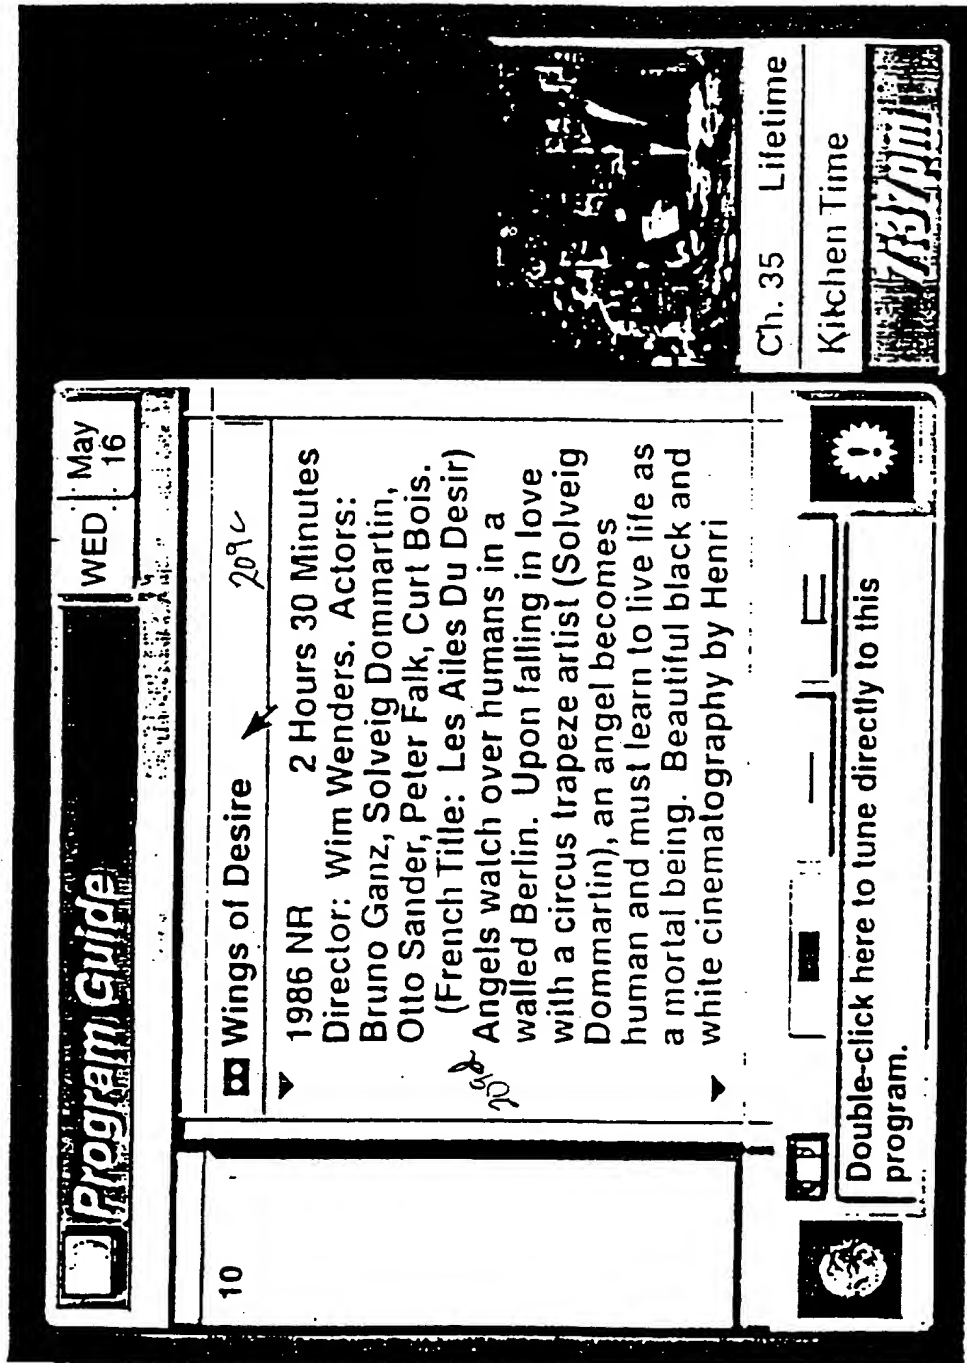 Program Guide
WED May 16
Wings of Desire
209c
10
1986 NR 2 Hours 30 Minutes
Director: Wim Wenders. Actors:
Bruno Ganz, Solveig Dommartin,
Otto Sander, Peter Falk, Curt Bois.
(French Title: Les Ailes Du Desir)
Angels watch over humans in a
walled Berlin. Upon falling in love
with a circus trapeze artist (Solveig
Dommartin), an angel becomes
human and must learn to live life as
a mortal being. Beautiful black and
white cinematography by Henri
209d
!
Double-click here to tune directly to this
program.
Ch. 35 Lifetime
Kitchen Time
7:37pm